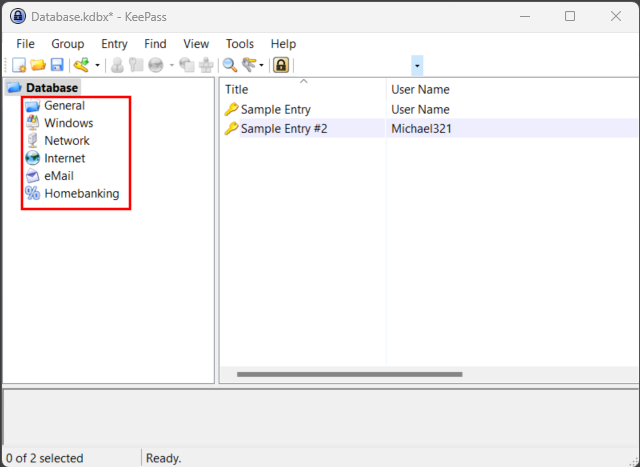 Database.kdbx* - KeePass
File Group Entry Find View Tools Help
Database
General
Windows
Network
Internet
eMail
Homebanking
Title User Name
Sample Entry User Name
Sample Entry #2 Michael321
0 of 2 selected Ready.